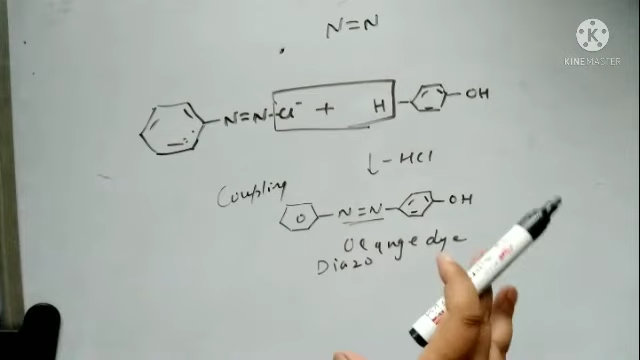 N=N
N=N-Cl⁻ + H OH
↓ -HCl
Coupling
N=N OH
Orange dye
Diazo
KINEMASTER